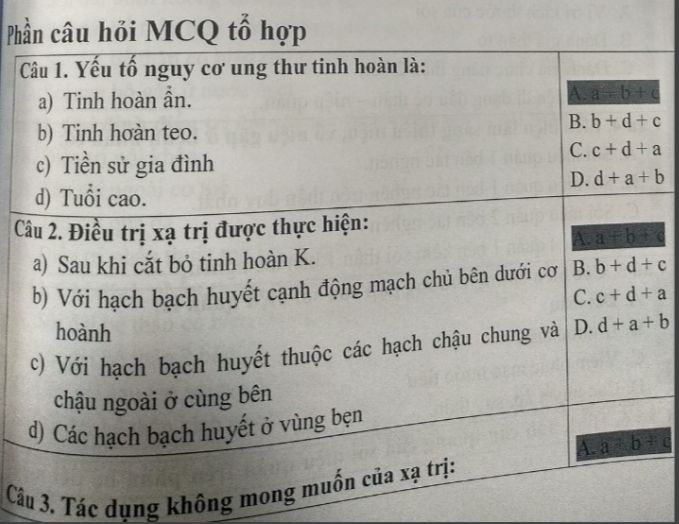 Phần câu hỏi MCQ tổ hợp
Câu 1. Yếu tố nguy cơ ung thư tinh hoàn là:
a) Tinh hoàn ẩn.
b) Tinh hoàn teo.
c) Tiền sử gia đình
d) Tuổi cao.
A. a + b + c
B. b + d + c
C. c + d + a
D. d + a + b
Câu 2. Điều trị xạ trị được thực hiện:
a) Sau khi cắt bỏ tinh hoàn K.
b) Với hạch bạch huyết cạnh động mạch chủ bên dưới cơ
hoành
c) Với hạch bạch huyết thuộc các hạch chậu chung và
chậu ngoài ở cùng bên
d) Các hạch bạch huyết ở vùng bẹn
A. a + b + c
B. b + d + c
C. c + d + a
D. d + a + b
Câu 3. Tác dụng không mong muốn của xạ trị:
A. a + b + c